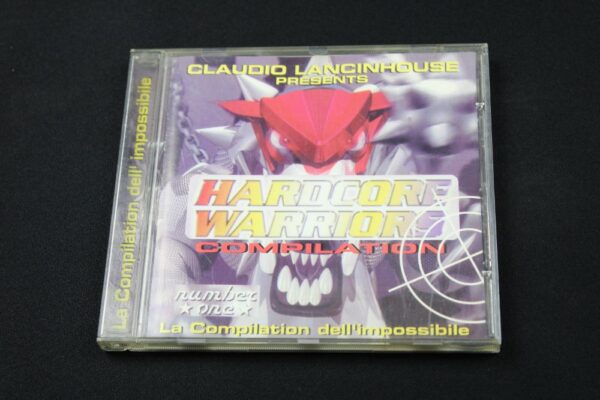 La Compilation dell' impossibile
CLAUDIO LANCINHOUSE
PRESENTS
HARDCORE
WARRIORS
COMPILATION
number
one
La Compilation dell'impossibile